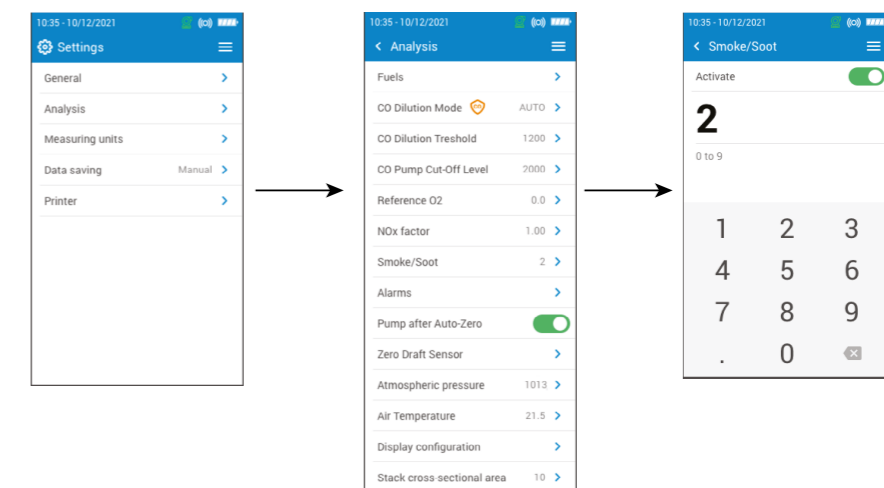 10:35 - 10/12/2021
Settings
General
Analysis
Measuring units
Data saving Manual
Printer
10:35 - 10/12/2021
Analysis
Fuels
CO Dilution Mode AUTO
CO Dilution Treshold 1200
CO Pump Cut-Off Level 2000
Reference O2 0.0
NOx factor 1.00
Smoke/Soot 2
Alarms
Pump after Auto-Zero
Zero Draft Sensor
Atmospheric pressure 1013
Air Temperature 21.5
Display configuration
Stack cross-sectional area 10
10:35 - 10/12/2021
Smoke/Soot
Activate
2
0 to 9
1 2 3
4 5 6
7 8 9
. 0